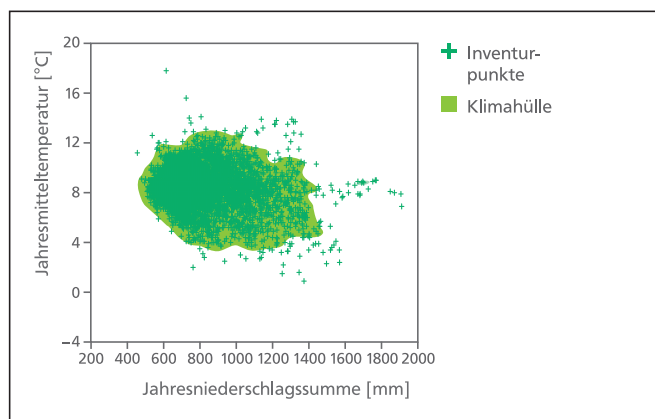 20
16
12
8
4
0
–4
Jahresmitteltemperatur [°C]
200 400 600 800 1000 1200 1400 1600 1800 2000
Jahresniederschlagssumme [mm]
Inventur-
punkte
Klimahülle